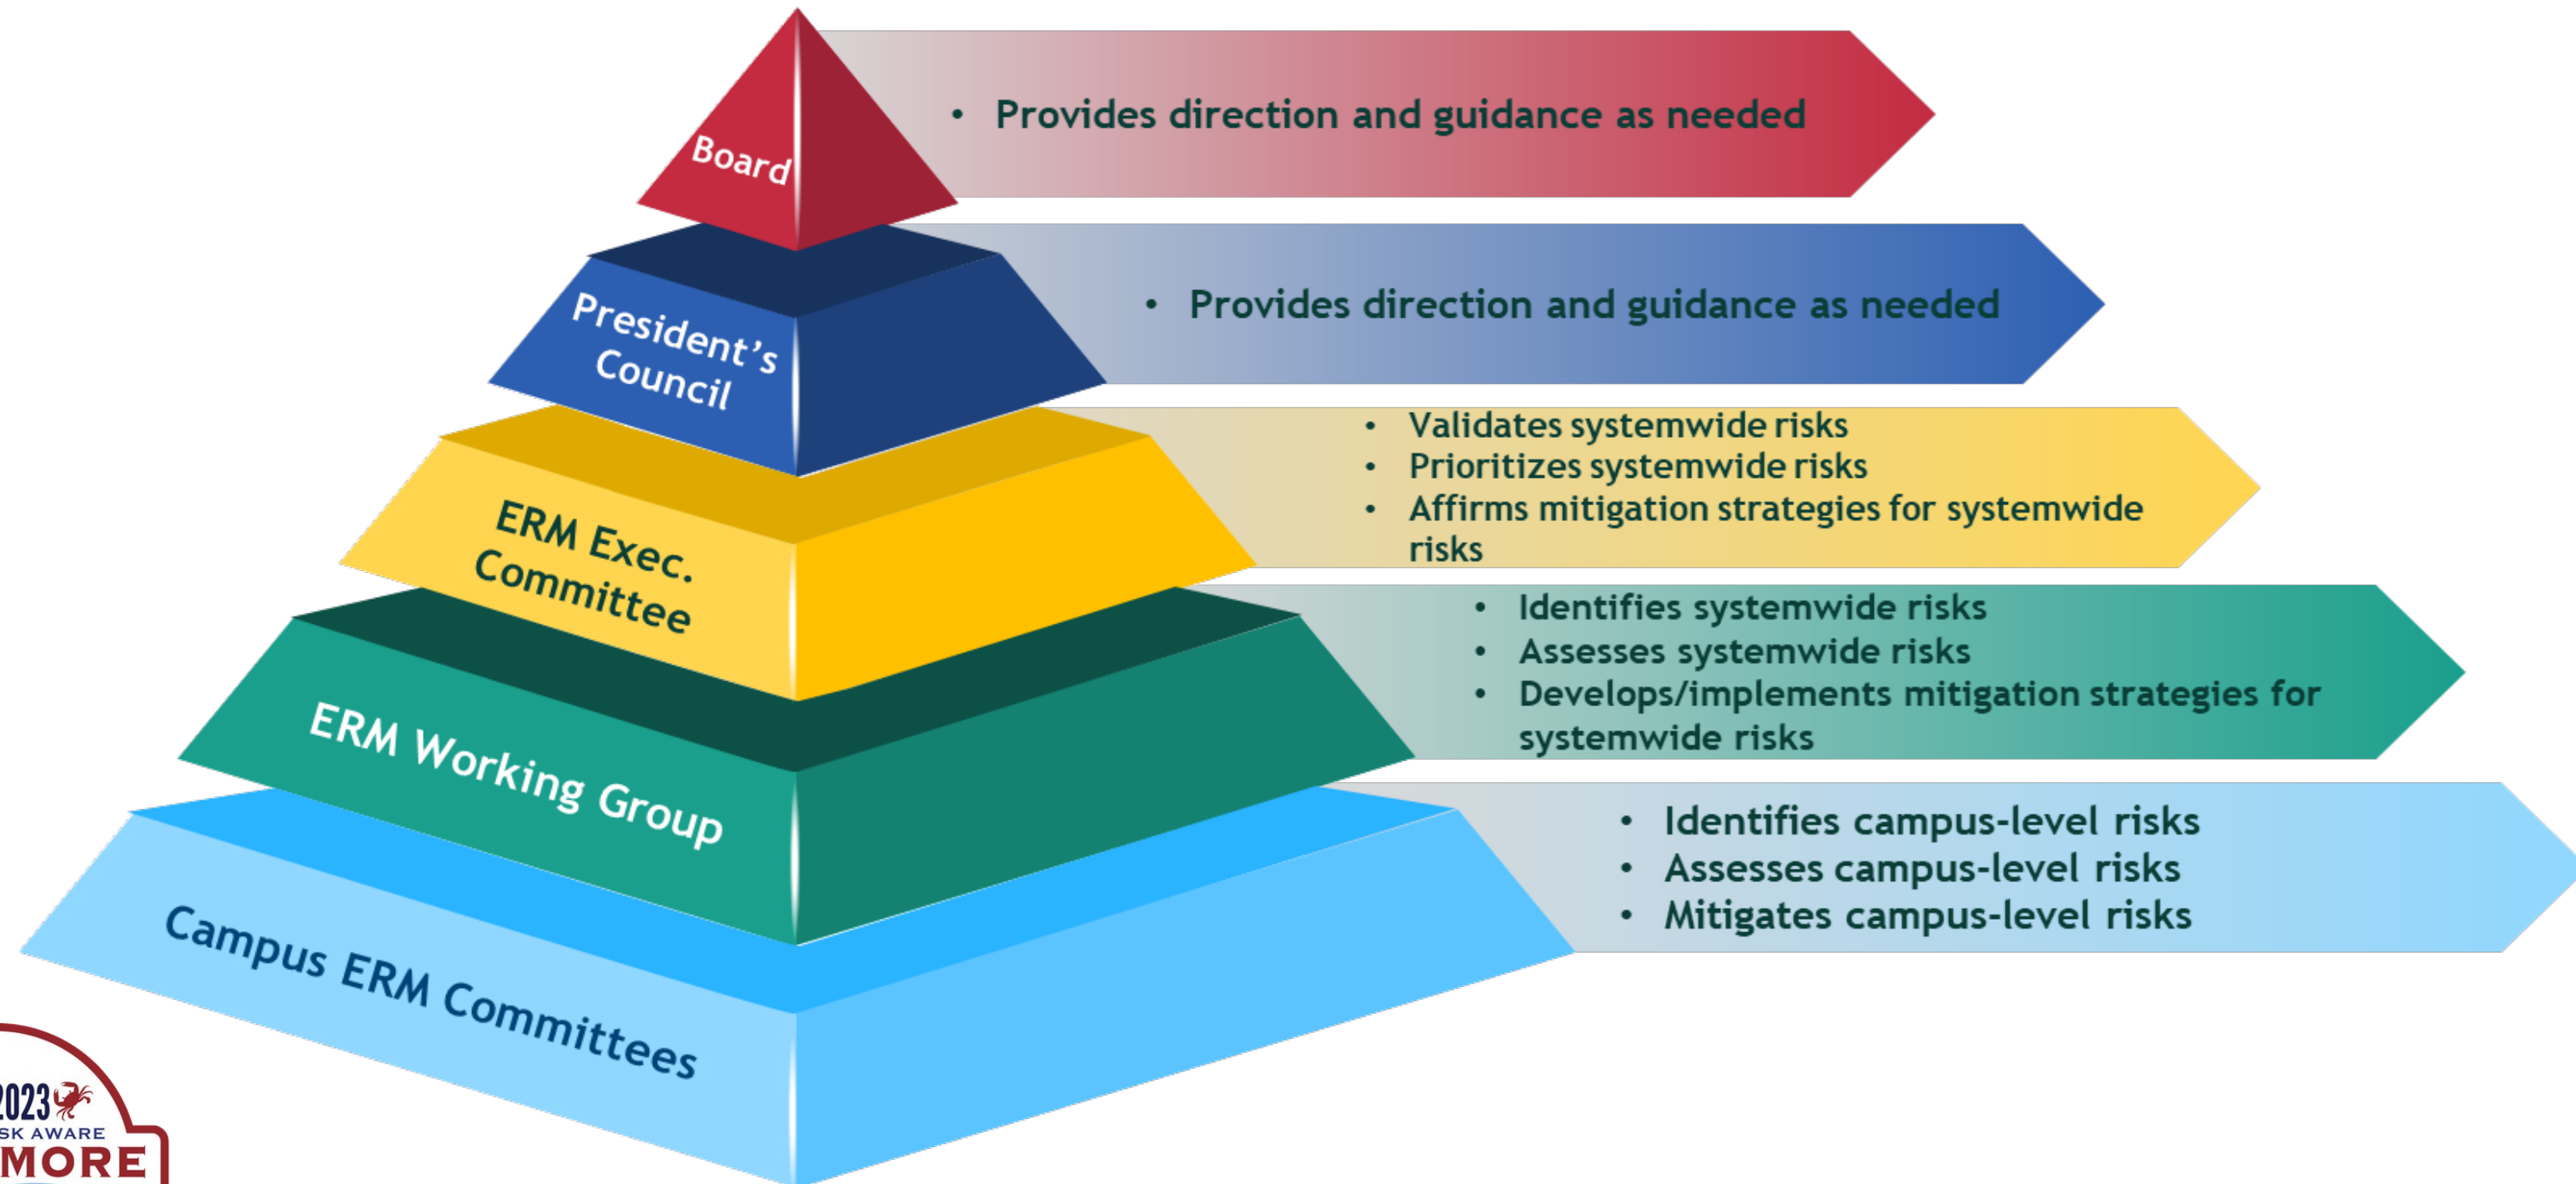 Board
• Provides direction and guidance as needed
President’s
Council
• Provides direction and guidance as needed
ERM Exec.
Committee
• Validates systemwide risks
• Prioritizes systemwide risks
• Affirms mitigation strategies for systemwide
risks
ERM Working Group
• Identifies systemwide risks
• Assesses systemwide risks
• Develops/implements mitigation strategies for
systemwide risks
Campus ERM Committees
• Identifies campus-level risks
• Assesses campus-level risks
• Mitigates campus-level risks
2023
SK AWARE
MORE